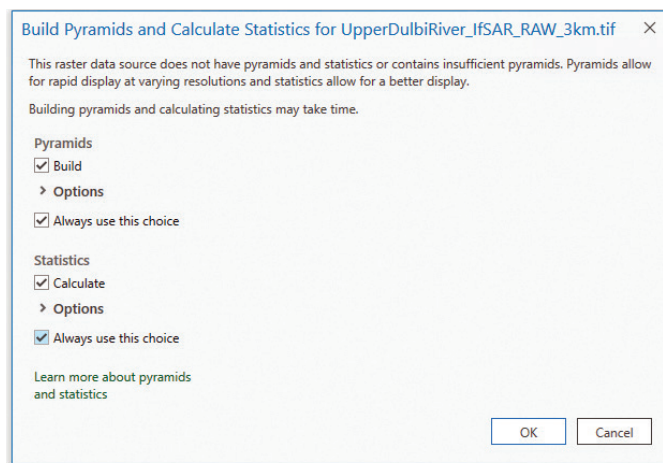 Build Pyramids and Calculate Statistics for UpperDulbiRiver_IfSAR_RAW_3km.tif
This raster data source does not have pyramids and statistics or contains insufficient pyramids. Pyramids allow
for rapid display at varying resolutions and statistics allow for a better display.
Building pyramids and calculating statistics may take time.
Pyramids
Build
Options
Always use this choice
Statistics
Calculate
Options
Always use this choice
Learn more about pyramids
and statistics
OK Cancel